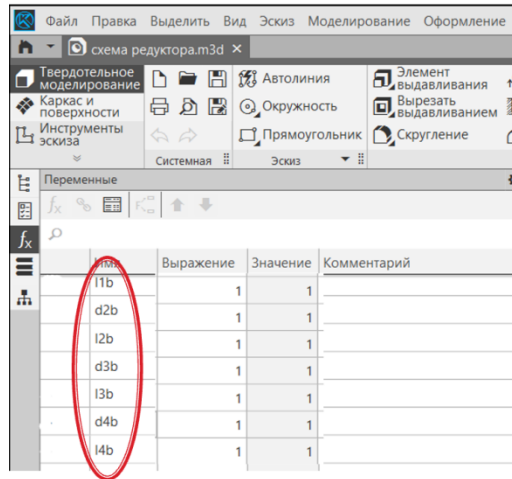 Файл Правка Выделить Вид Эскиз Моделирование Оформление
схема редуктора.m3d ×
Твердотельное моделирование
Автолиния
Элемент выдавливания
Каркас и поверхности
Окружность
Вырезать выдавливанием
Инструменты эскиза
Прямоугольник
Скругление
Системная
Эскиз
Переменные
Имя Выражение Значение Комментарий
l1b 1 1
d2b 1 1
l2b 1 1
d3b 1 1
l3b 1 1
d4b 1 1
l4b 1 1